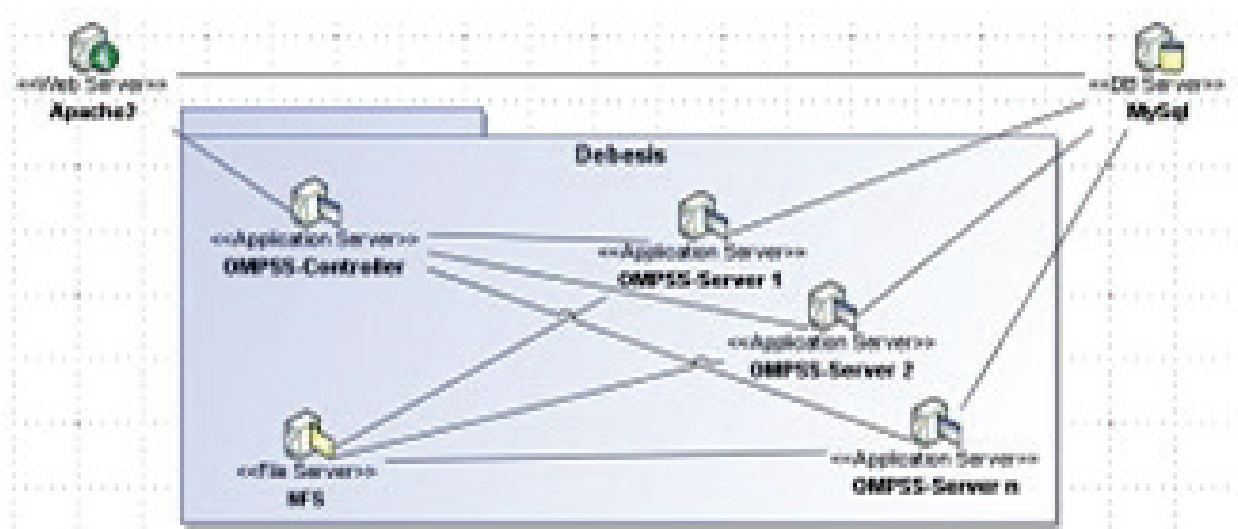 <<Web Server>>
Apache2
<<DB Server>>
MySql
Debesis
<<Application Server>>
OMPSS-Controller
<<Application Server>>
OMPSS-Server 1
<<Application Server>>
OMPSS-Server 2
<<File Server>>
NFS
<<Application Server>>
OMPSS-Server n